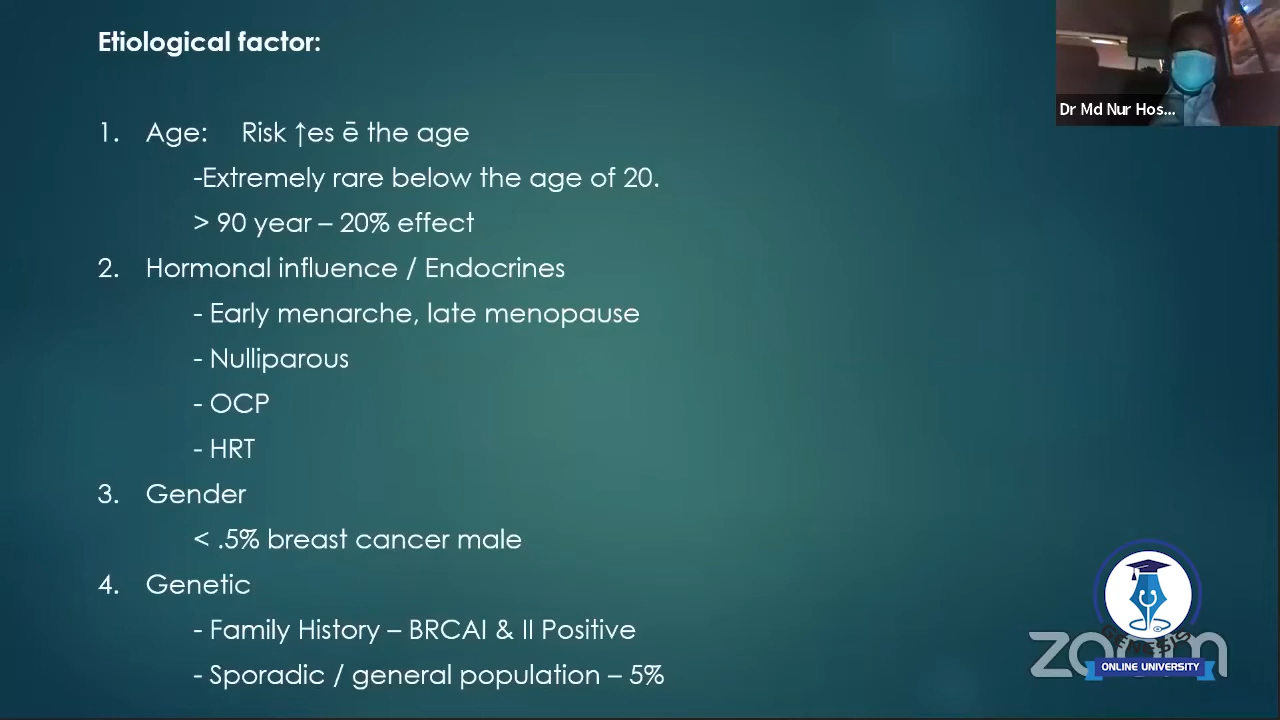 Etiological factor:
Dr Md Nur Hos...
1. Age: Risk ↑es ē the age
-Extremely rare below the age of 20.
> 90 year – 20% effect
2. Hormonal influence / Endocrines
- Early menarche, late menopause
- Nulliparous
- OCP
- HRT
3. Gender
< .5% breast cancer male
4. Genetic
- Family History – BRCAI & II Positive
- Sporadic / general population – 5%
zoom
GENESIS
ONLINE UNIVERSITY